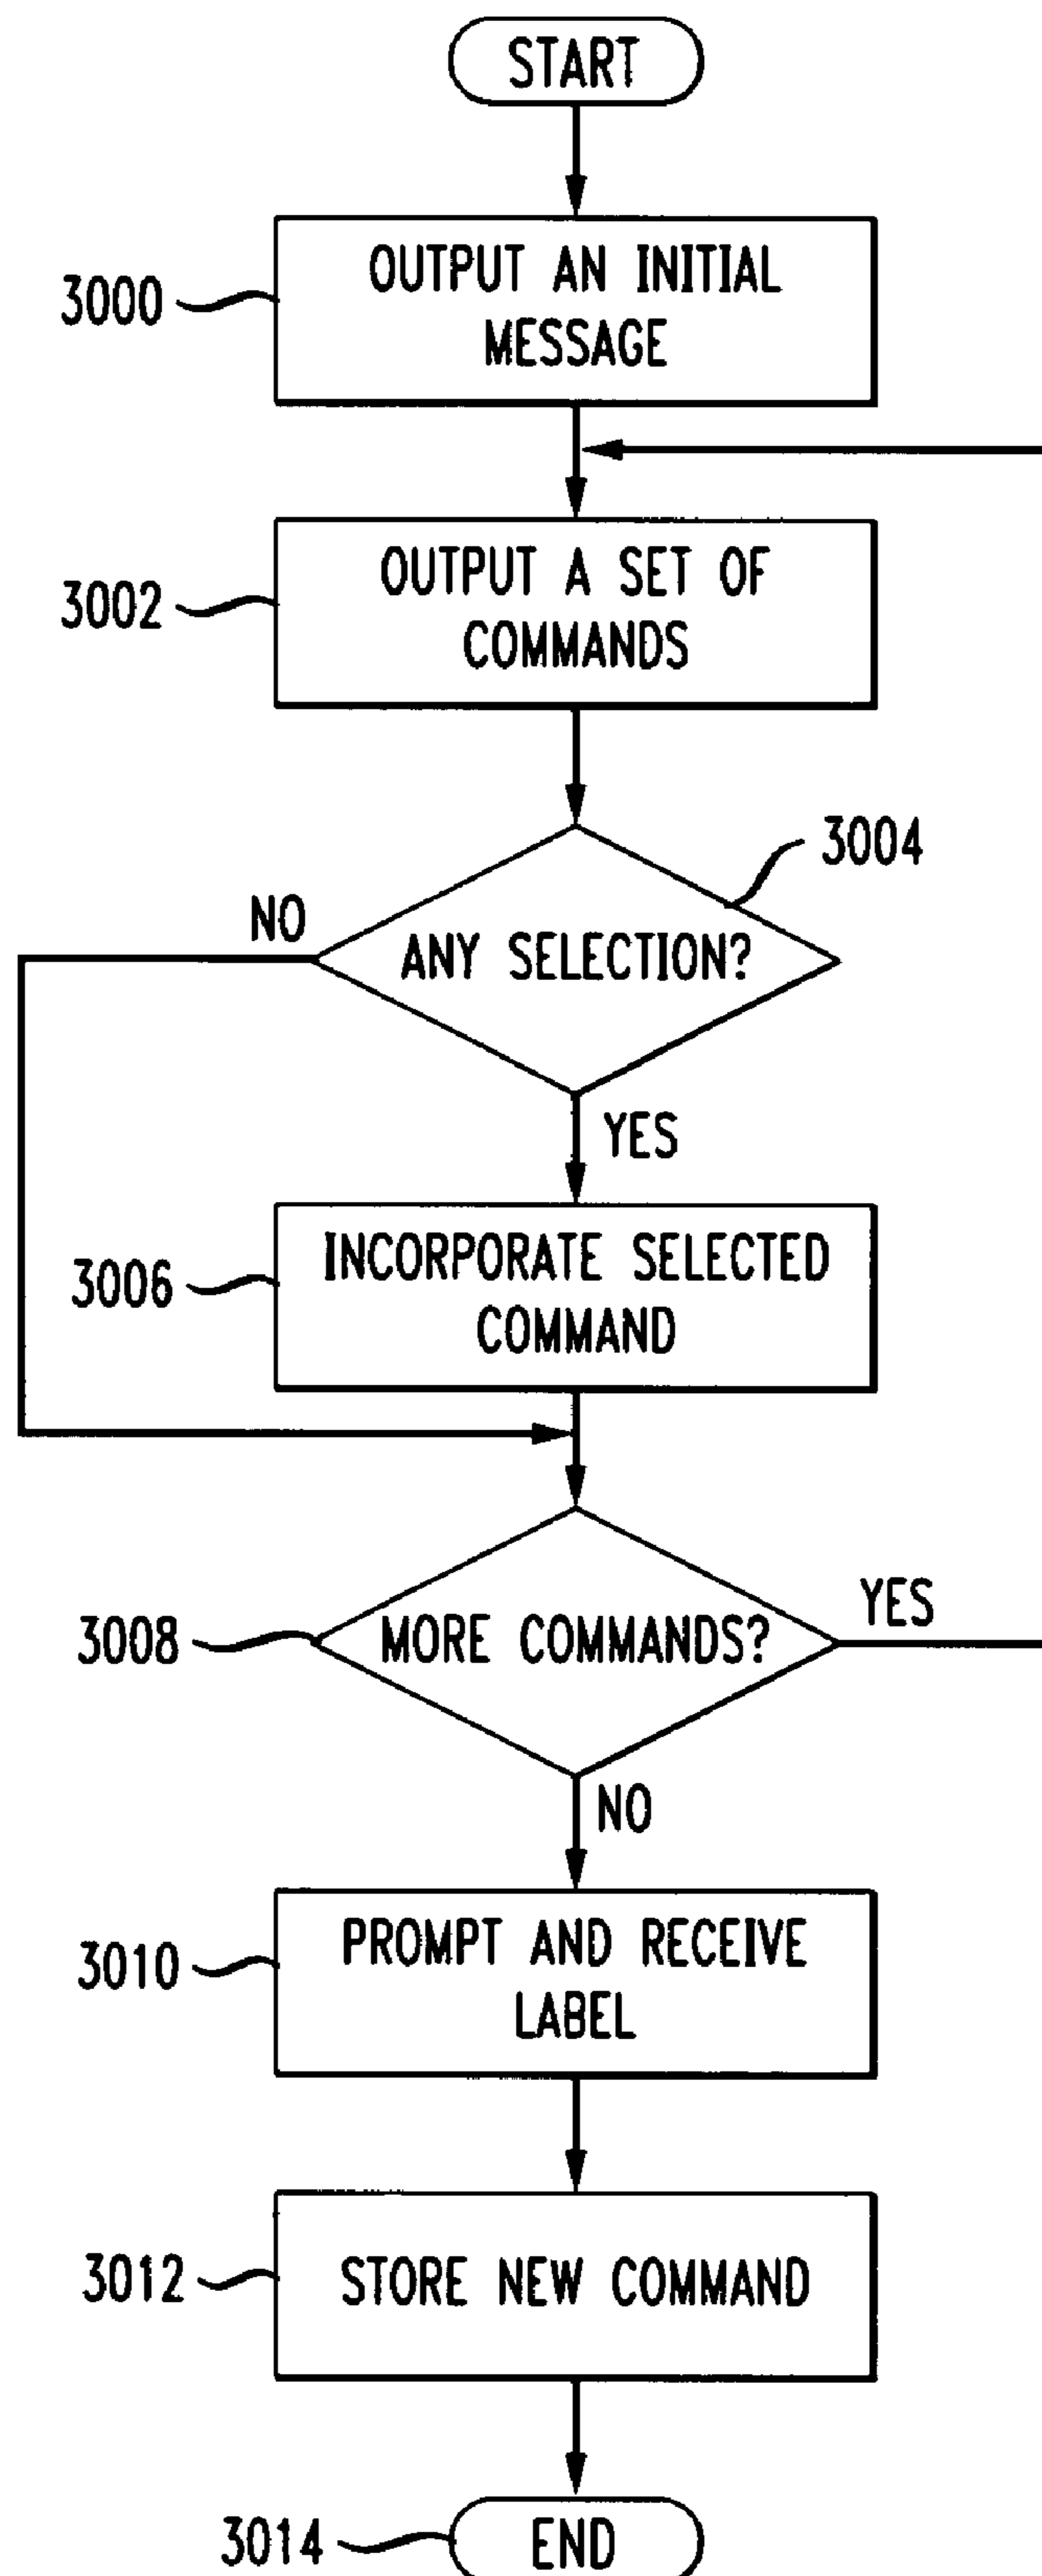 START
3000
OUTPUT AN INITIAL
MESSAGE
3002
OUTPUT A SET OF
COMMANDS
3004
NO
ANY SELECTION?
YES
3006
INCORPORATE SELECTED
COMMAND
3008
MORE COMMANDS?
YES
NO
3010
PROMPT AND RECEIVE
LABEL
3012
STORE NEW COMMAND
3014
END